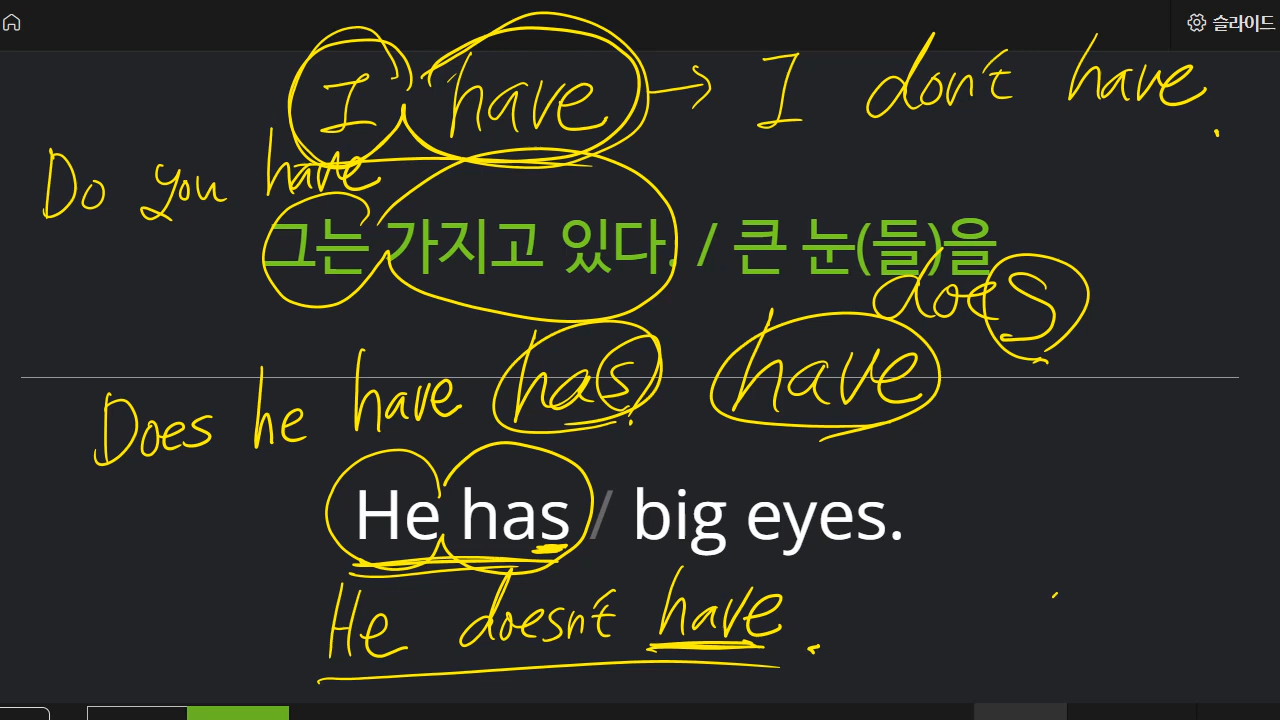 슬라이드
I have → I don't have.
Do you have
그는 가지고 있다. / 큰 눈(들)을
does
has have
Does he have
He has / big eyes.
He doesn't have.